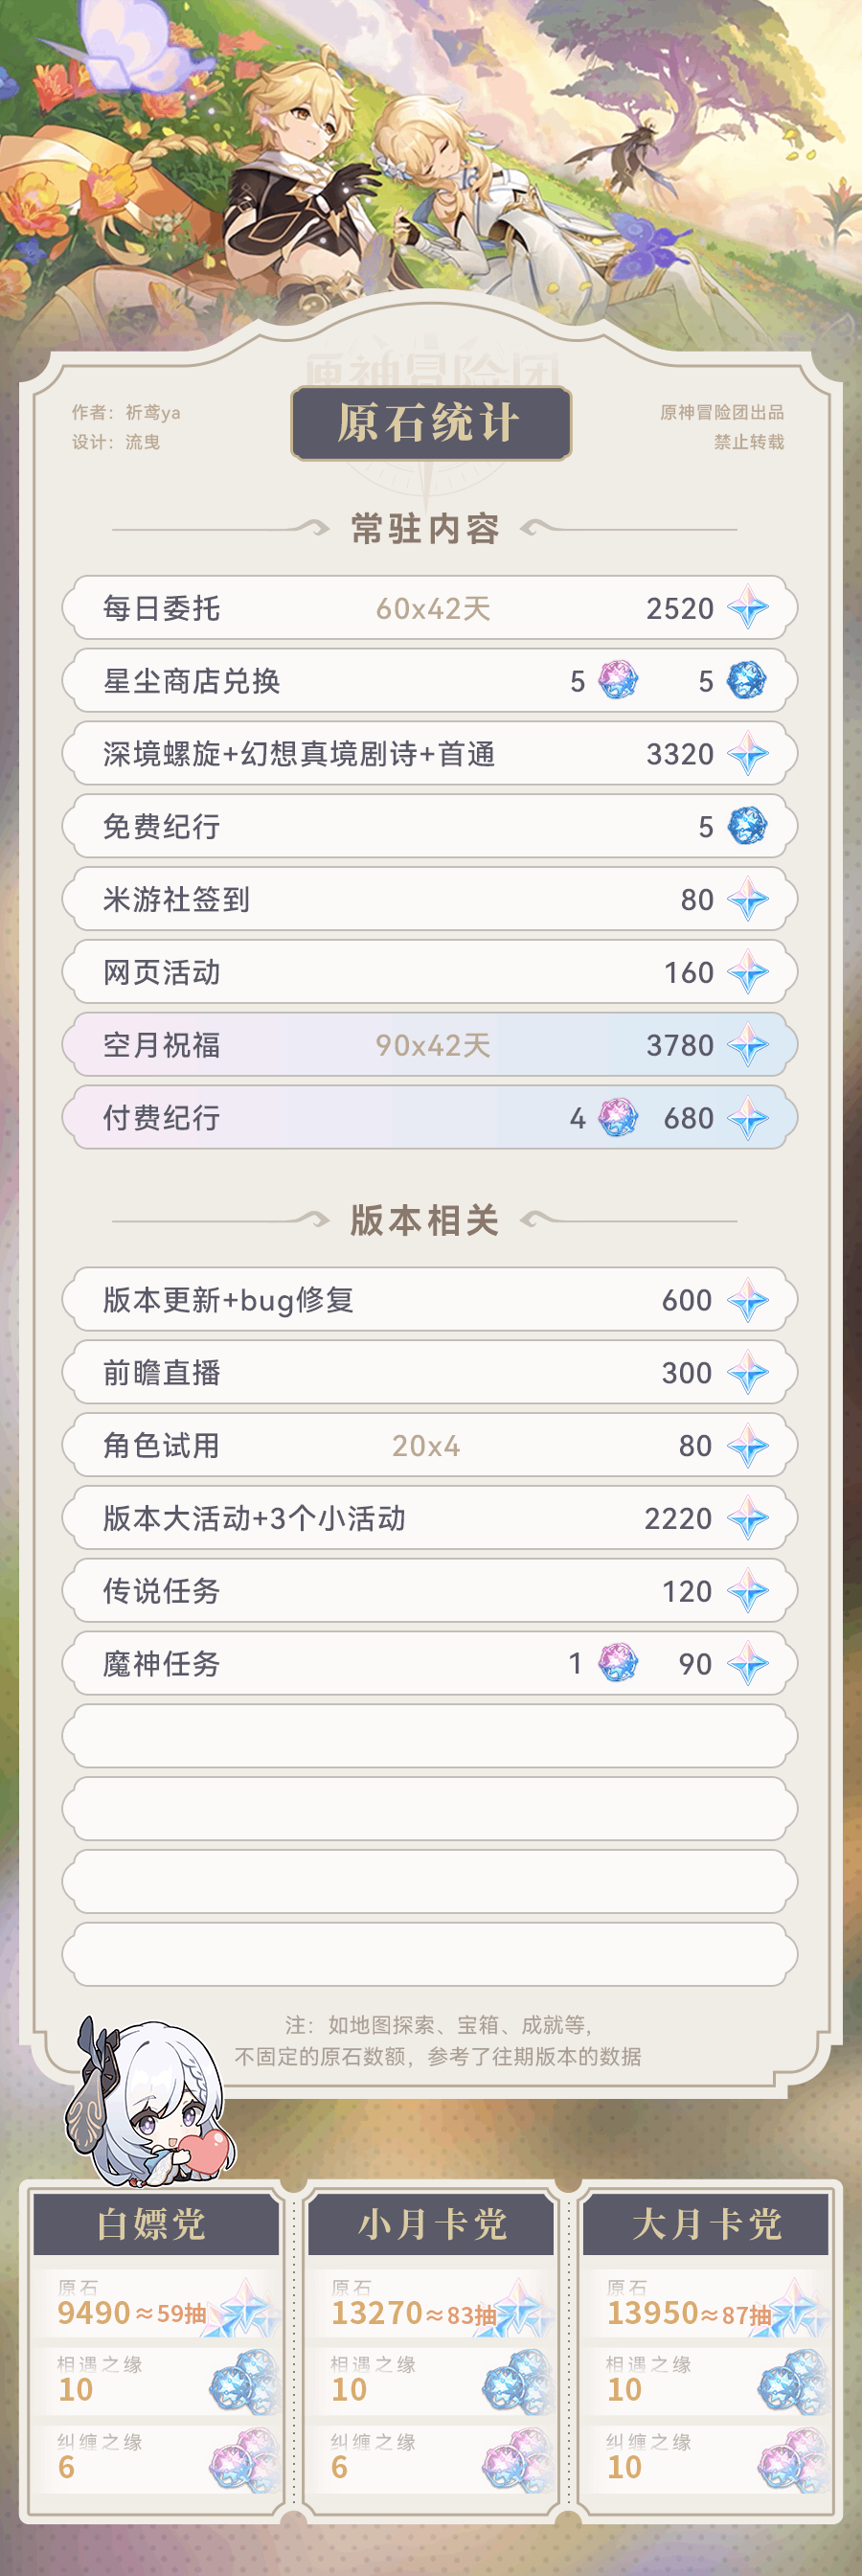 原神冒险团
作者：祈鸢ya
设计：流曳
原石统计
原神冒险团出品
禁止转载
常驻内容
每日委托 60x42天 2520
星尘商店兑换 5 5
深境螺旋+幻想真境剧诗+首通 3320
免费纪行 5
米游社签到 80
网页活动 160
空月祝福 90x42天 3780
付费纪行 4 680
版本相关
版本更新+bug修复 600
前瞻直播 300
角色试用 20x4 80
版本大活动+3个小活动 2220
传说任务 120
魔神任务 1 90
注：如地图探索、宝箱、成就等，
不固定的原石数额，参考了往期版本的数据
白嫖党
原石
9490≈59抽
相遇之缘
10
纠缠之缘
6
小月卡党
原石
13270≈83抽
相遇之缘
10
纠缠之缘
6
大月卡党
原石
13950≈87抽
相遇之缘
10
纠缠之缘
10